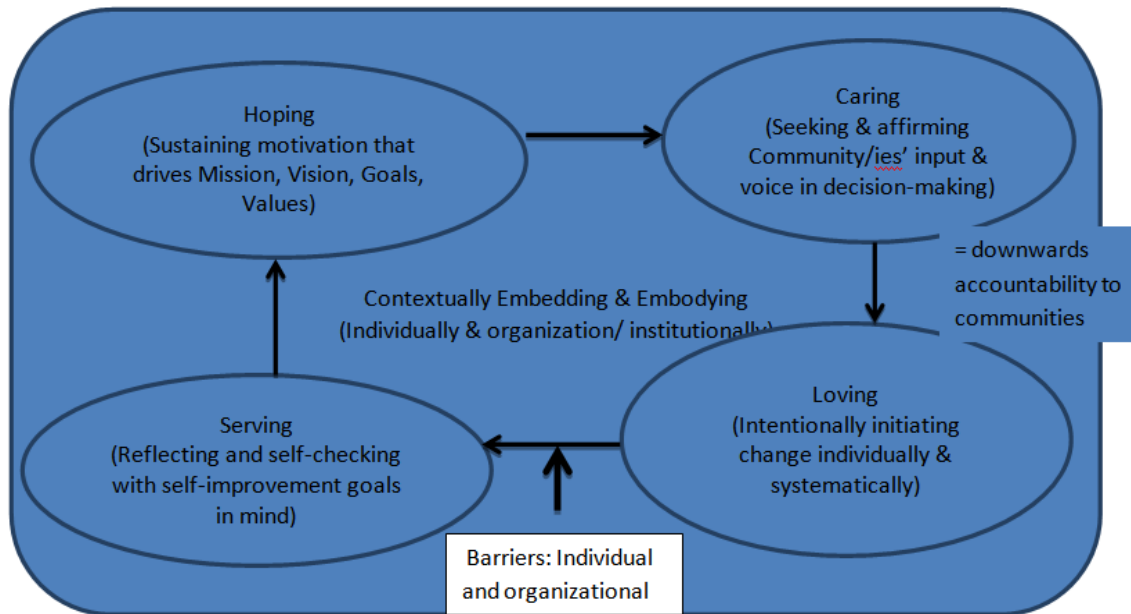 Hoping
(Sustaining motivation that
drives Mission, Vision, Goals,
Values)
Caring
(Seeking & affirming
Community/ies’ input &
voice in decision-making)
= downwards
accountability to
communities
Contextually Embedding & Embodying
(Individually & organization/ institutionally)
Serving
(Reflecting and self-checking
with self-improvement goals
in mind)
Loving
(Intentionally initiating
change individually &
systematically)
Barriers: Individual
and organizational